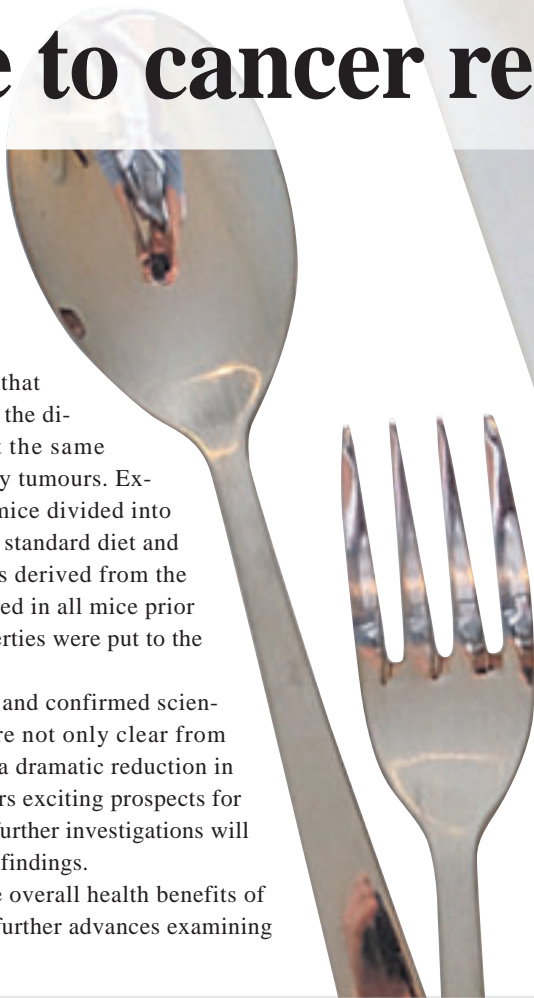 e to cancer re
that
the di-
t the same
y tumours. Ex-
mice divided into
standard diet and
s derived from the
ed in all mice prior
erties were put to the
and confirmed scien-
re not only clear from
a dramatic reduction in
rs exciting prospects for
further investigations will
findings.
e overall health benefits of
further advances examining